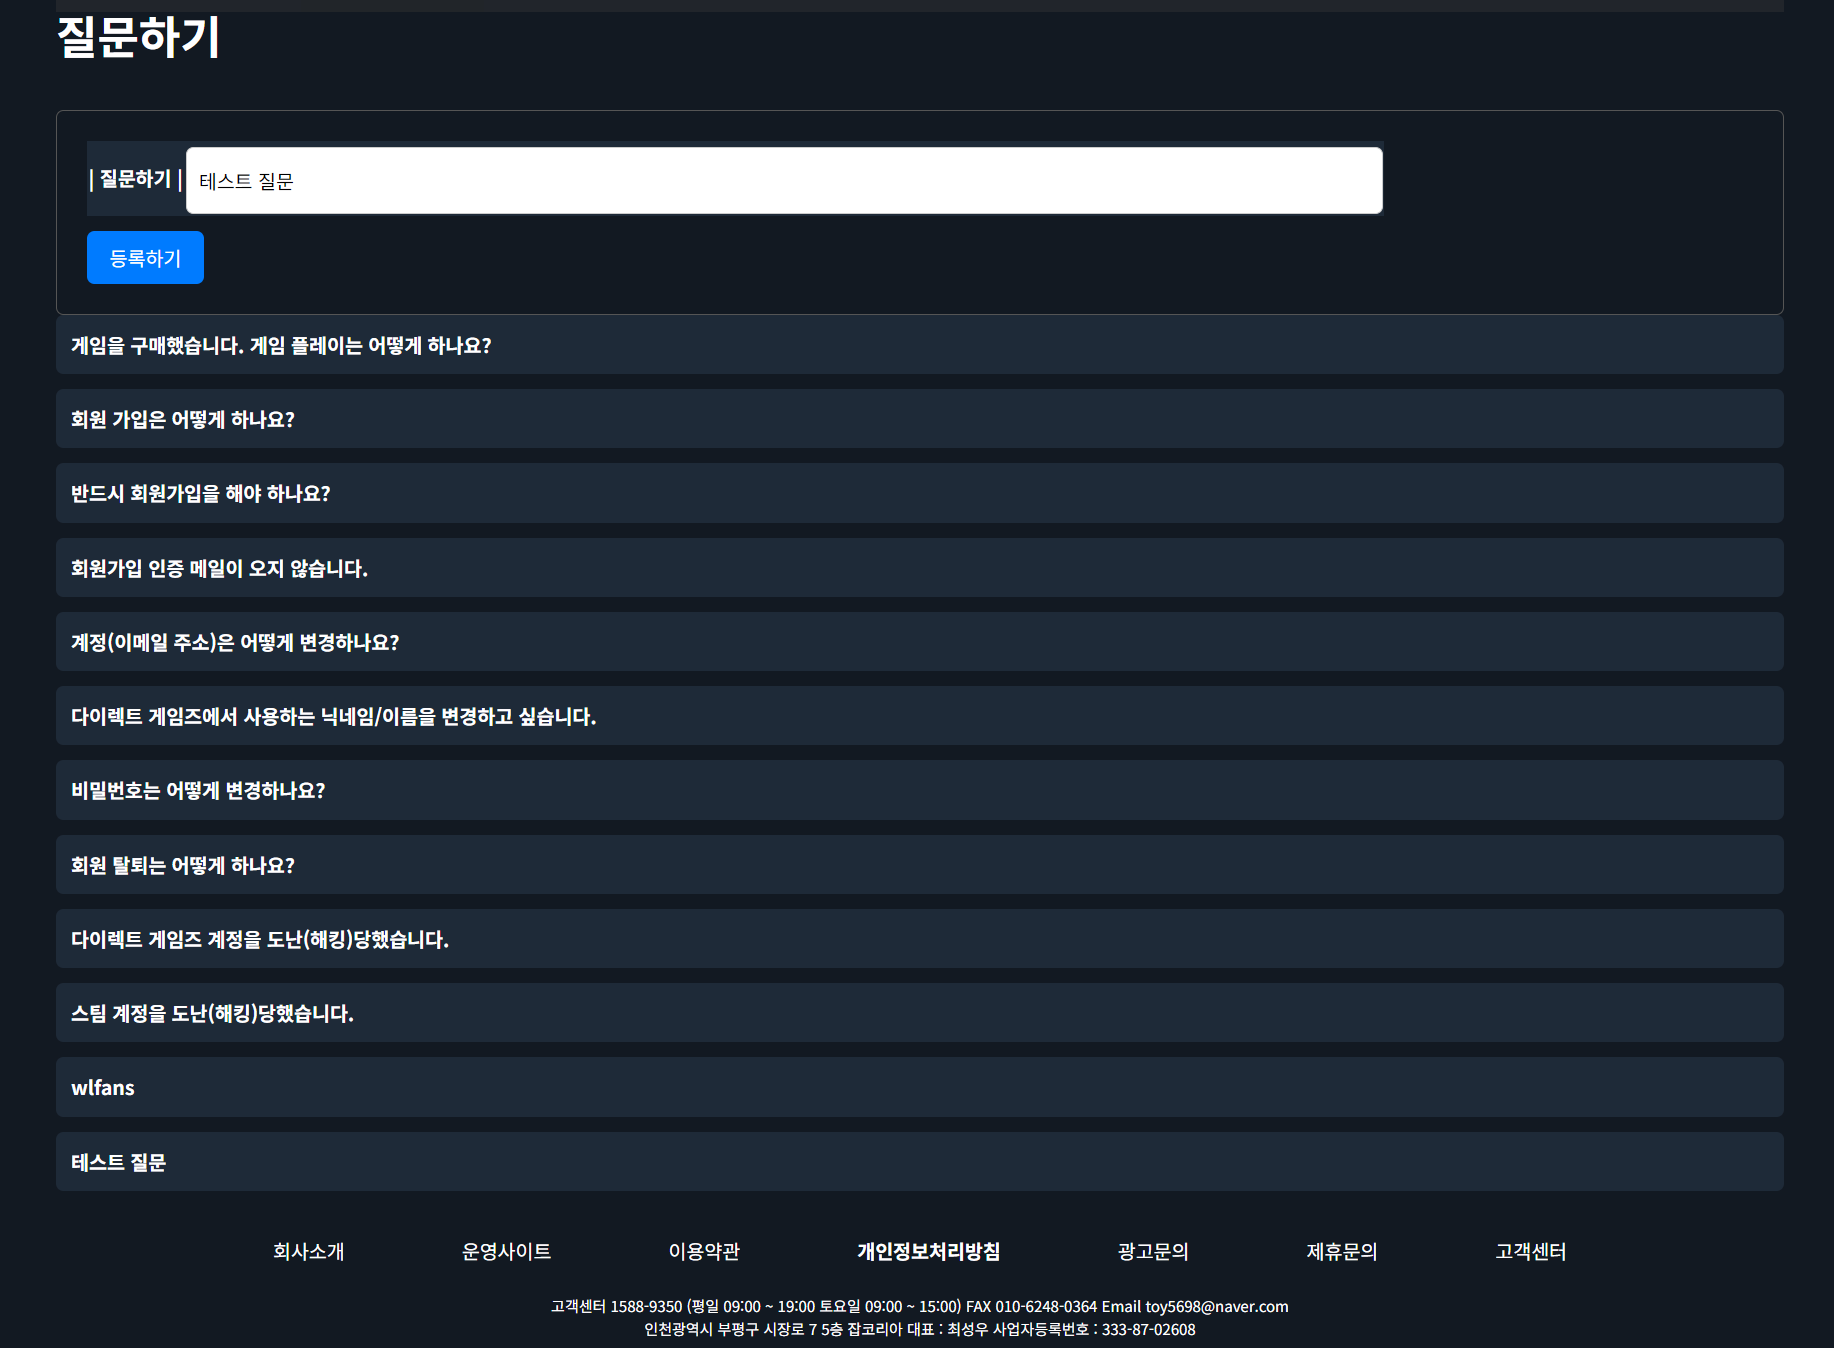 질문하기
| 질문하기 | 테스트 질문
등록하기
게임을 구매했습니다. 게임 플레이는 어떻게 하나요?
회원 가입은 어떻게 하나요?
반드시 회원가입을 해야 하나요?
회원가입 인증 메일이 오지 않습니다.
계정(이메일 주소)은 어떻게 변경하나요?
다이렉트 게임즈에서 사용하는 닉네임/이름을 변경하고 싶습니다.
비밀번호는 어떻게 변경하나요?
회원 탈퇴는 어떻게 하나요?
다이렉트 게임즈 계정을 도난(해킹)당했습니다.
스팀 계정을 도난(해킹)당했습니다.
wlfans
테스트 질문
회사소개 운영사이트 이용약관 개인정보처리방침 광고문의 제휴문의 고객센터
고객센터 1588-9350 (평일 09:00 ~ 19:00 토요일 09:00 ~ 15:00) FAX 010-6248-0364 Email toy5698@naver.com
인천광역시 부평구 시장로 7 5층 잡코리아 대표 : 최성우 사업자등록번호 : 333-87-02608